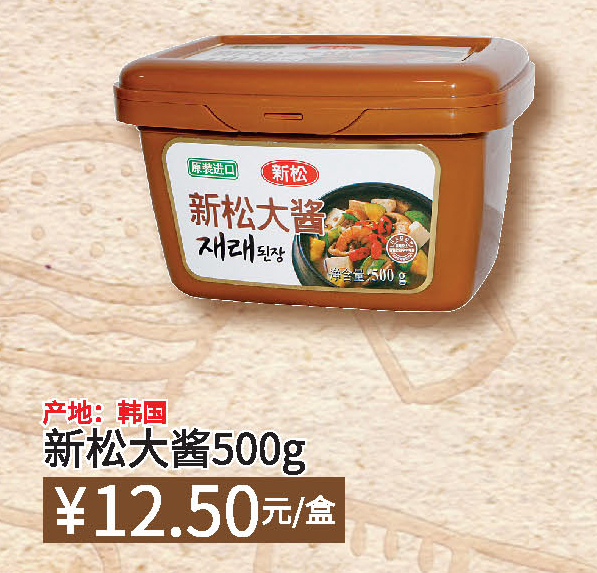 原装进口
新松
新松大酱
재래된장
净含量:500g
产地：韩国
新松大酱500g
¥12.50元/盒